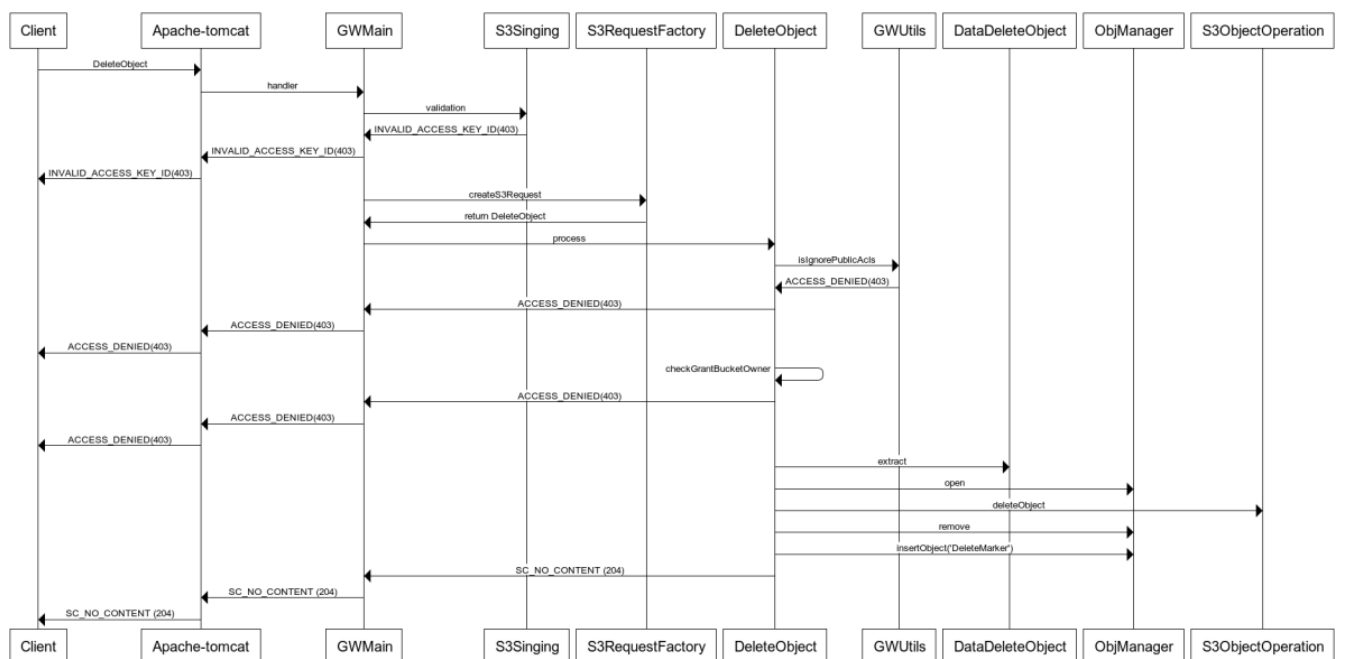 Client Apache-tomcat GWMain S3Singing S3RequestFactory DeleteObject GWUtils DataDeleteObject ObjManager S3ObjectOperation
DeleteObject
handler
validation
INVALID_ACCESS_KEY_ID(403)
INVALID_ACCESS_KEY_ID(403)
INVALID_ACCESS_KEY_ID(403)
createS3Request
return DeleteObject
process
isIgnorePublicAcls
ACCESS_DENIED(403)
ACCESS_DENIED(403)
ACCESS_DENIED(403)
ACCESS_DENIED(403)
checkGrantBucketOwner
ACCESS_DENIED(403)
ACCESS_DENIED(403)
ACCESS_DENIED(403)
extract
open
deleteObject
remove
insertObject('DeleteMarker')
SC_NO_CONTENT (204)
SC_NO_CONTENT (204)
SC_NO_CONTENT (204)
Client Apache-tomcat GWMain S3Singing S3RequestFactory DeleteObject GWUtils DataDeleteObject ObjManager S3ObjectOperation